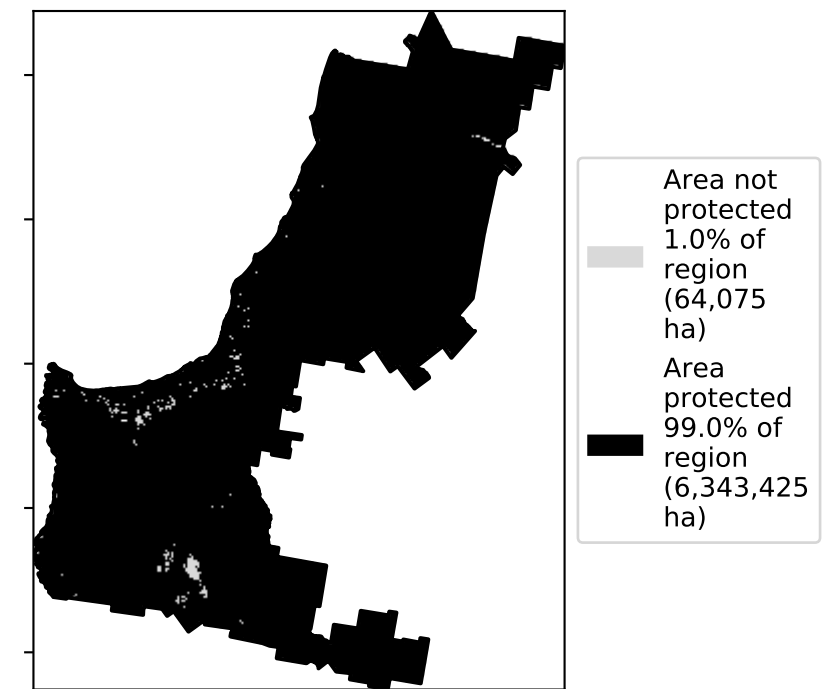 Area not
protected
1.0% of
region
(64,075
ha)
Area
protected
99.0% of
region
(6,343,425
ha)